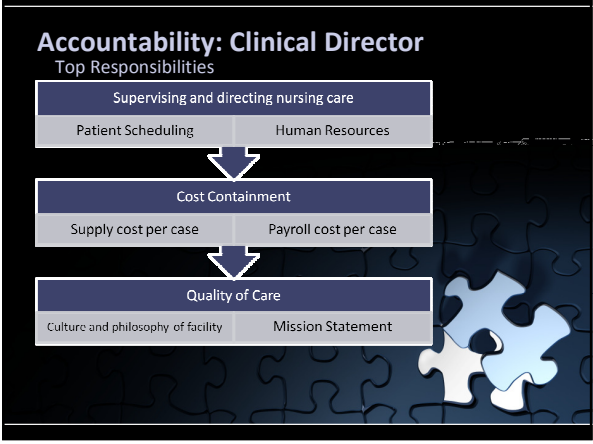 Accountability: Clinical Director
Top Responsibilities
Supervising and directing nursing care
Patient Scheduling
Human Resources
Cost Containment
Supply cost per case
Payroll cost per case
Quality of Care
Culture and philosophy of facility
Mission Statement